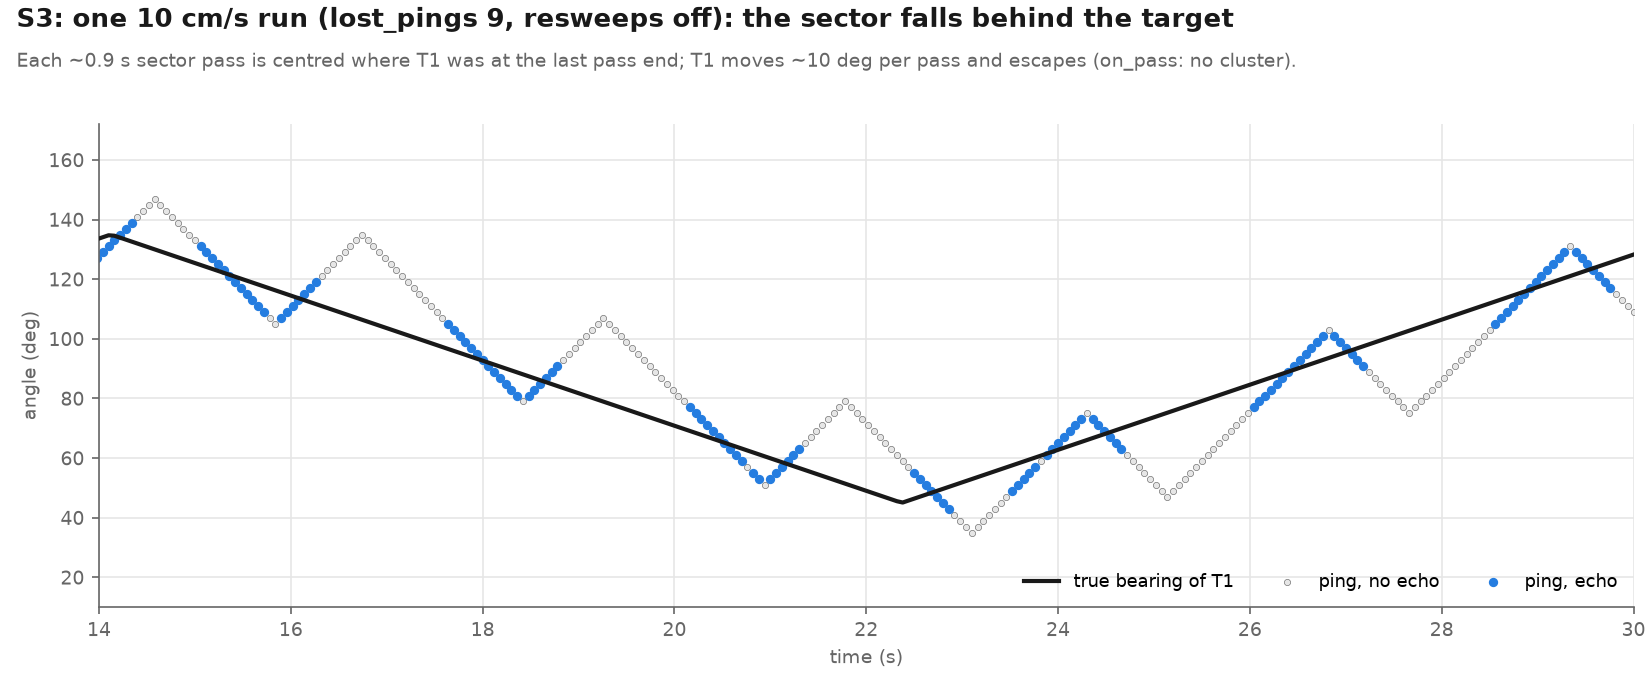 S3: one 10 cm/s run (lost_pings 9, resweeps off): the sector falls behind the target
Each ~0.9 s sector pass is centred where T1 was at the last pass end; T1 moves ~10 deg per pass and escapes (on_pass: no cluster).
160
140
120
100
80
60
40
20
angle (deg)
true bearing of T1
ping, no echo
ping, echo
14
16
18
20
22
24
26
28
30
time (s)